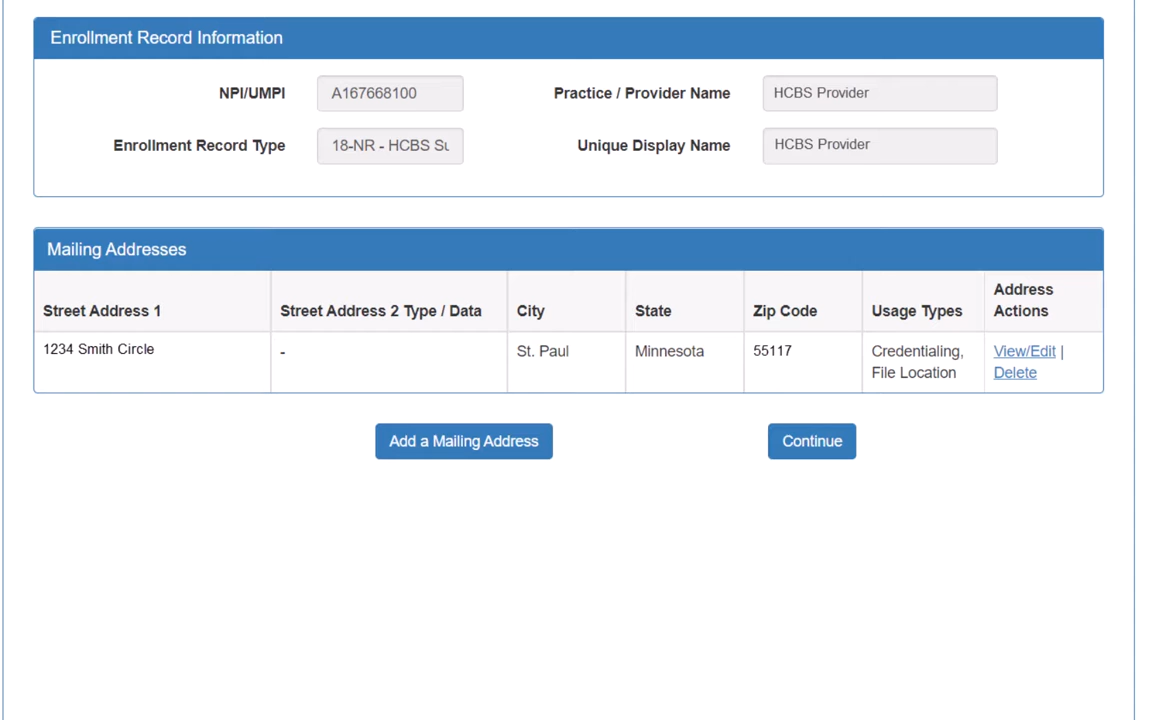 Enrollment Record Information
NPI/UMPI A167668100 Practice / Provider Name HCBS Provider
Enrollment Record Type 18-NR - HCBS Su Unique Display Name HCBS Provider
Mailing Addresses
Street Address 1 Street Address 2 Type / Data City State Zip Code Usage Types Address Actions
1234 Smith Circle - St. Paul Minnesota 55117 Credentialing, File Location View/Edit | Delete
Add a Mailing Address Continue